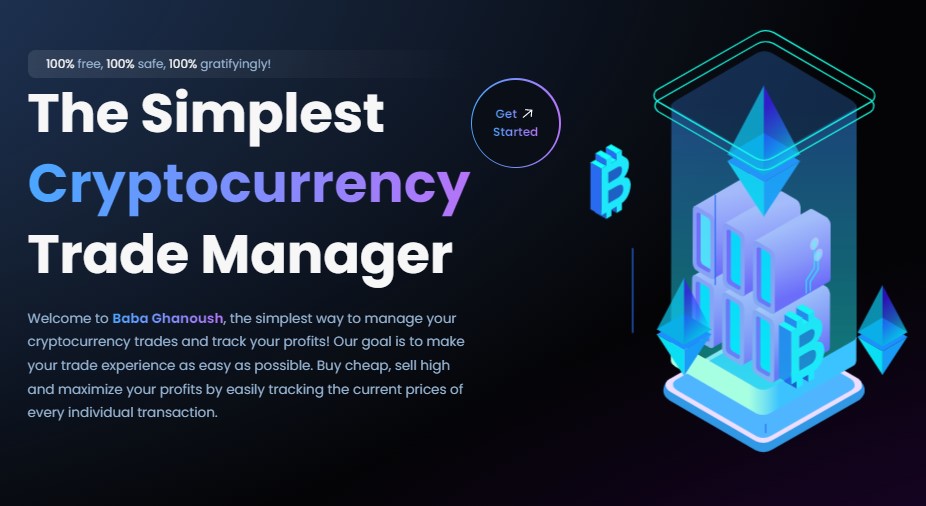 100% free, 100% safe, 100% gratifyingly!
The Simplest
Cryptocurrency
Trade Manager
Get
Started
Welcome to Baba Ghanoush, the simplest way to manage your
cryptocurrency trades and track your profits! Our goal is to make
your trade experience as easy as possible. Buy cheap, sell high
and maximize your profits by easily tracking the current prices of
every individual transaction.